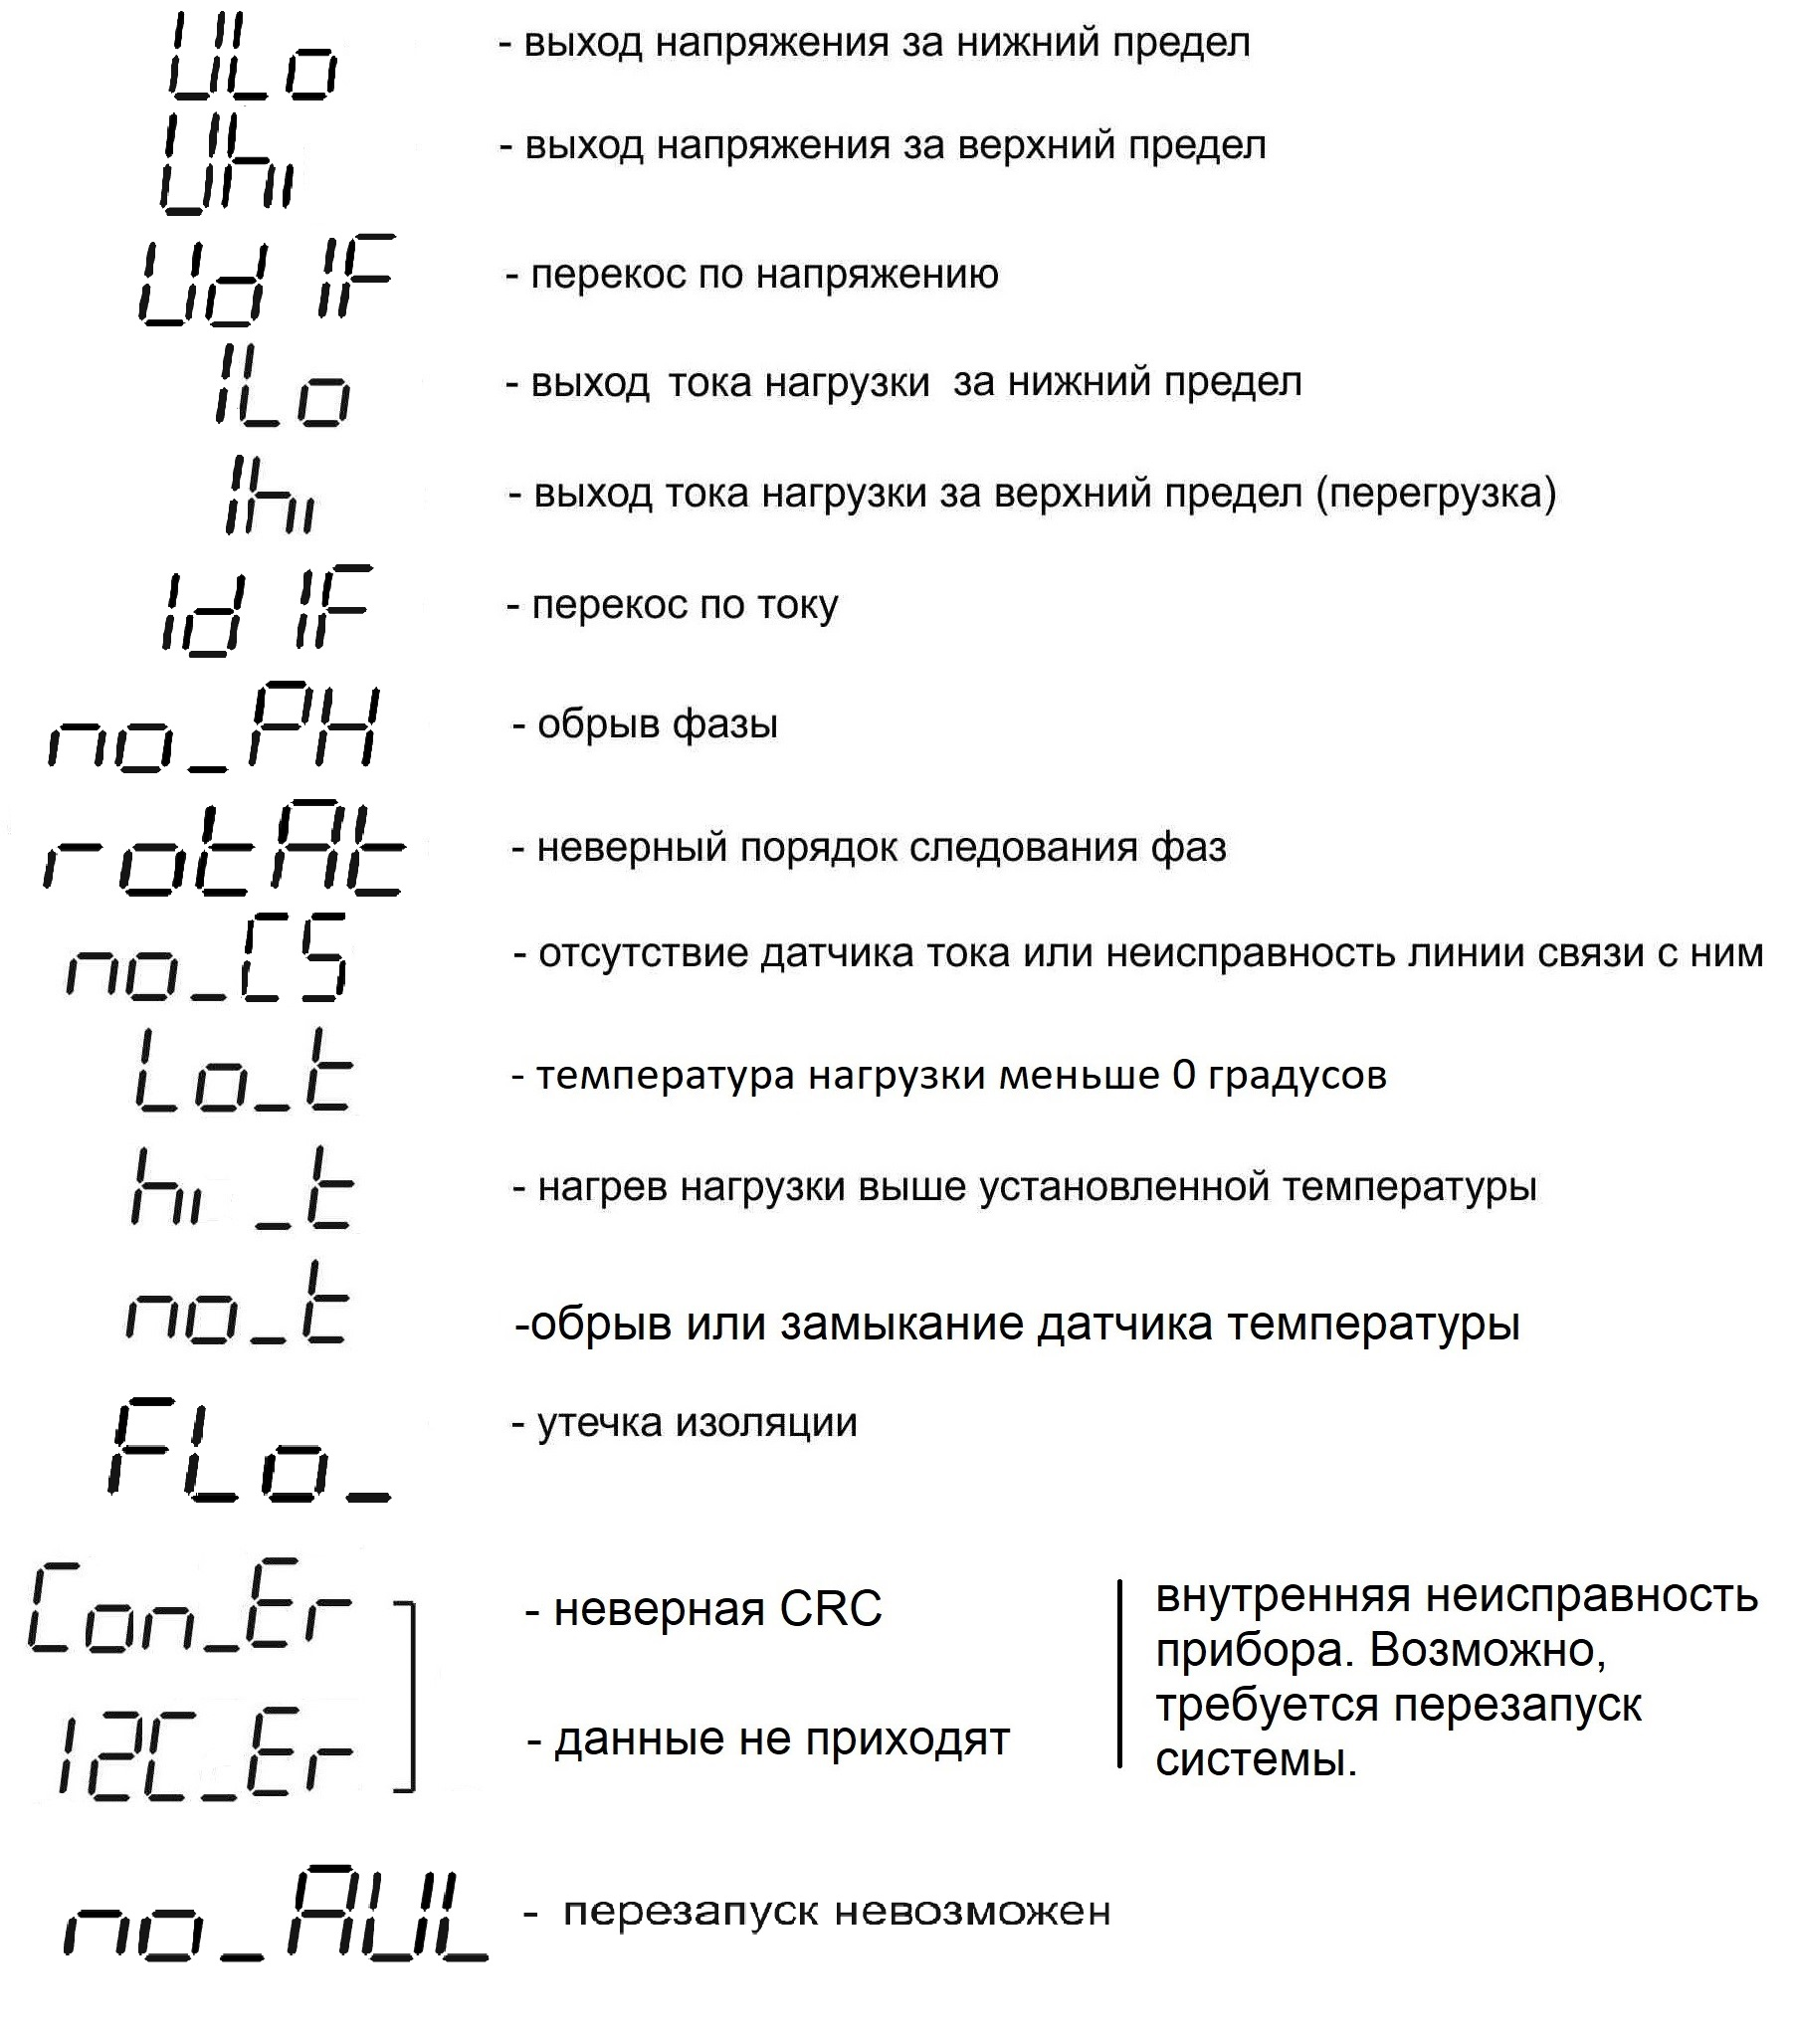 ULo - выход напряжения за нижний предел
Uhi - выход напряжения за верхний предел
Ud IF - перекос по напряжению
ILo - выход тока нагрузки за нижний предел
Ihi - выход тока нагрузки за верхний предел (перегрузка)
Id IF - перекос по току
no_PH - обрыв фазы
rotAt - неверный порядок следования фаз
no_CS - отсутствие датчика тока или неисправность линии связи с ним
Lo_t - температура нагрузки меньше 0 градусов
hi _t - нагрев нагрузки выше установленной температуры
no_t -обрыв или замыкание датчика температуры
FLo_ - утечка изоляции
Con_Er - неверная CRC
I2C_Er - данные не приходят
внутренняя неисправность
прибора. Возможно,
требуется перезапуск
системы.
no_AUL - перезапуск невозможен